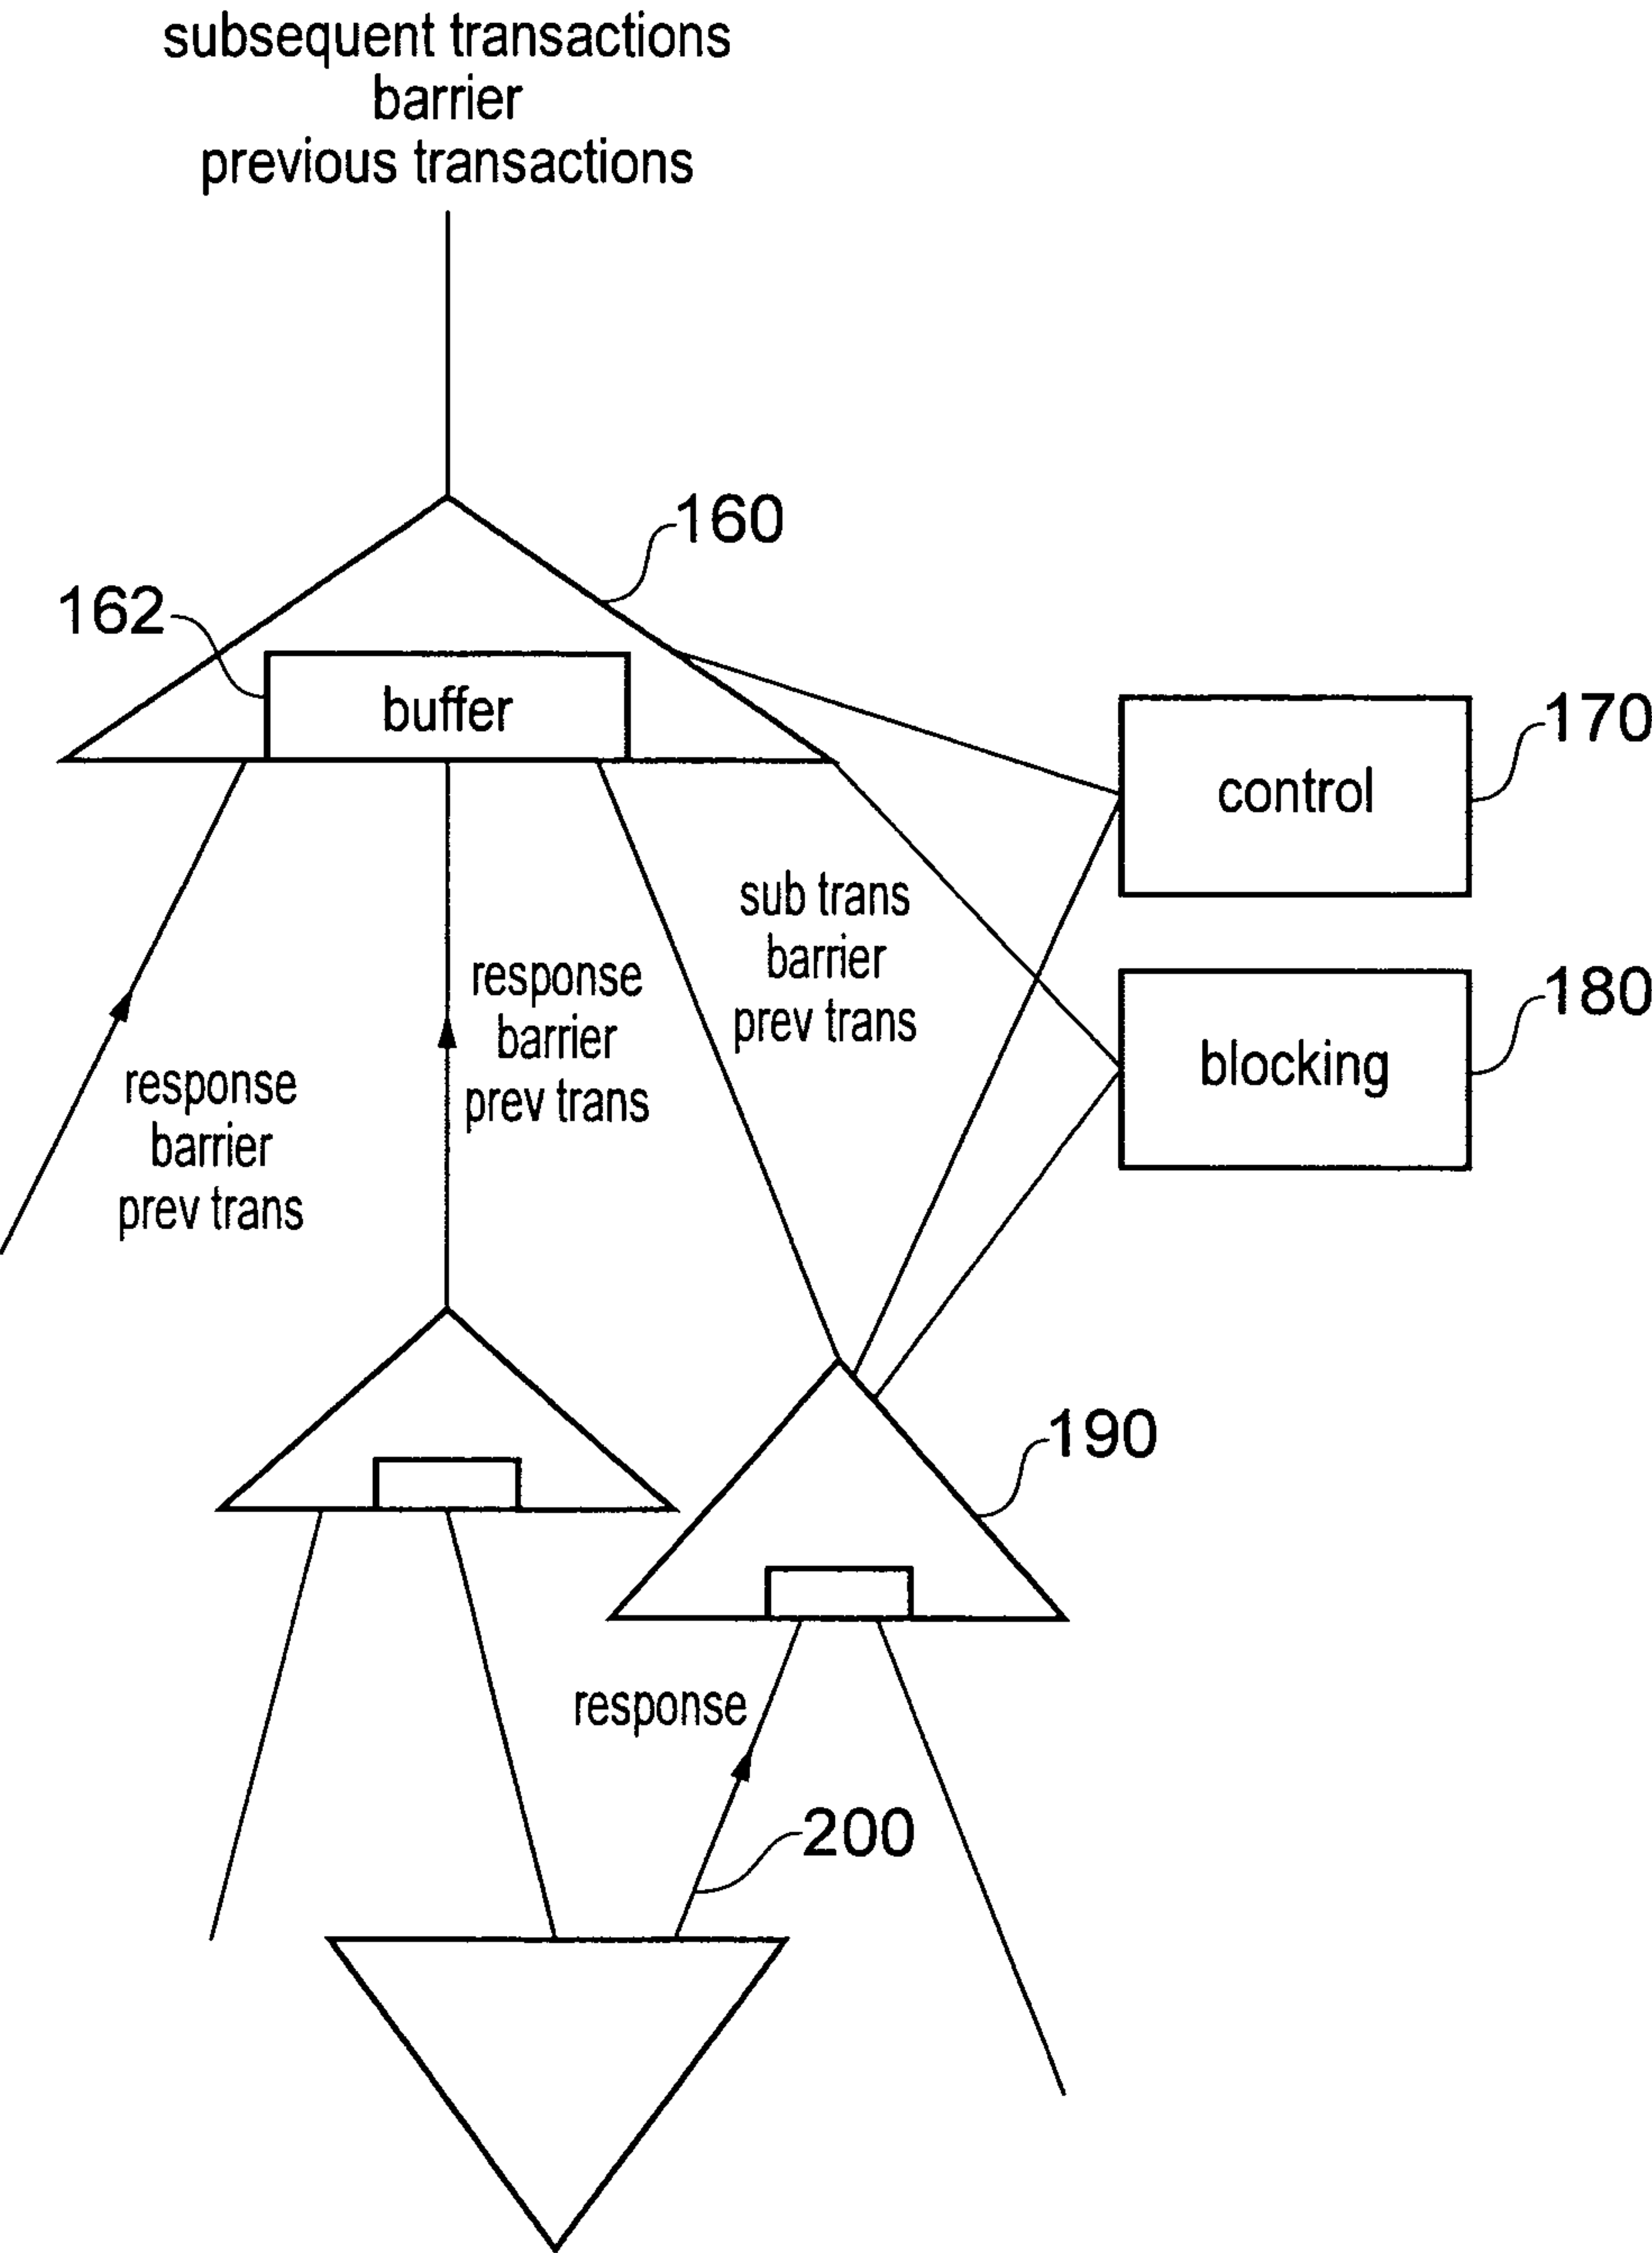 subsequent transactions
barrier
previous transactions
160
162
buffer
170
control
sub trans
barrier
prev trans
response
barrier
prev trans
180
blocking
response
barrier
prev trans
190
response
200